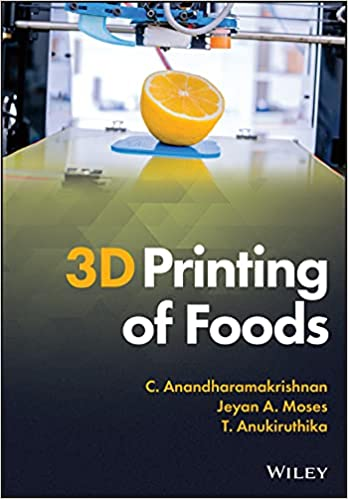 3D Printing
of Foods
C. Anandharamakrishnan
Jeyan A. Moses
T. Anukiruthika
WILEY